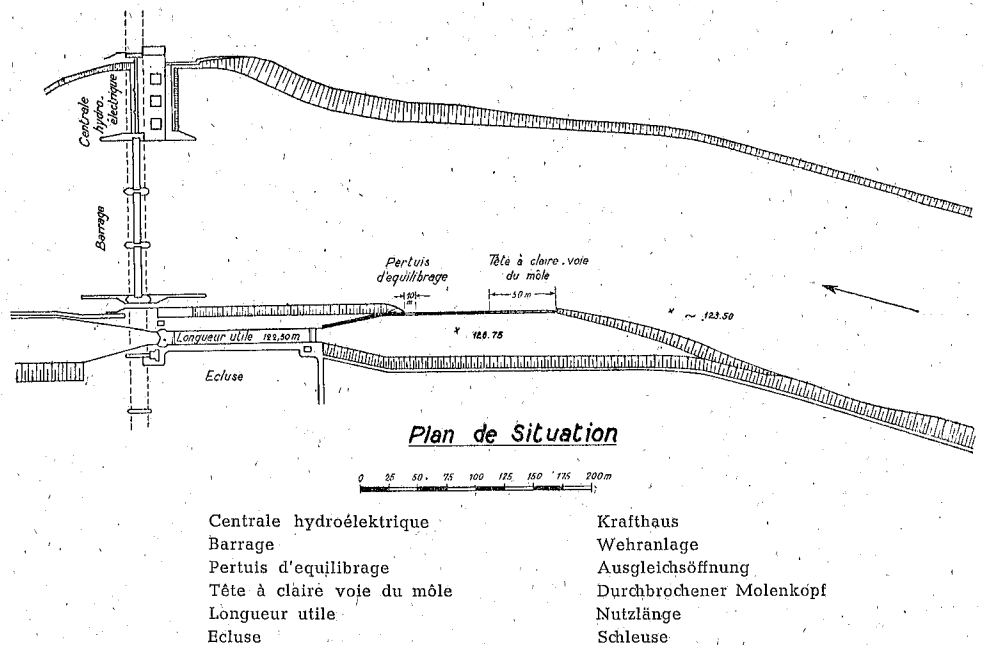 Centrale
hydro.
électrique
Barrage
Pertuis
d'equilibrage
Tête à claire.voie
du môle
10
m
50 m
~ 123.50
Longueur utile 122,50m
Ecluse
Plan de Situation
0 25 50 75 100 125 150 175 200m
Centrale hydroélektrique Krafthaus
Barrage Wehranlage
Pertuis d'equilibrage Ausgleichsöffnung
Tête à claire voie du môle Durchbrochener Molenkopf
Longueur utile Nutzlänge
Ecluse Schleuse